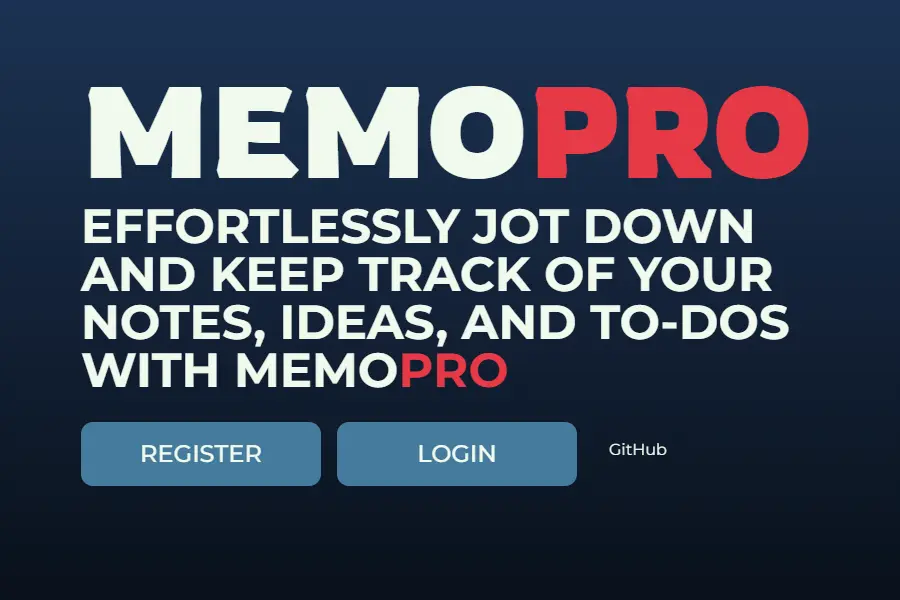 MEMOPRO
EFFORTLESSLY JOT DOWN
AND KEEP TRACK OF YOUR
NOTES, IDEAS, AND TO-DOS
WITH MEMOPRO
REGISTER LOGIN GitHub